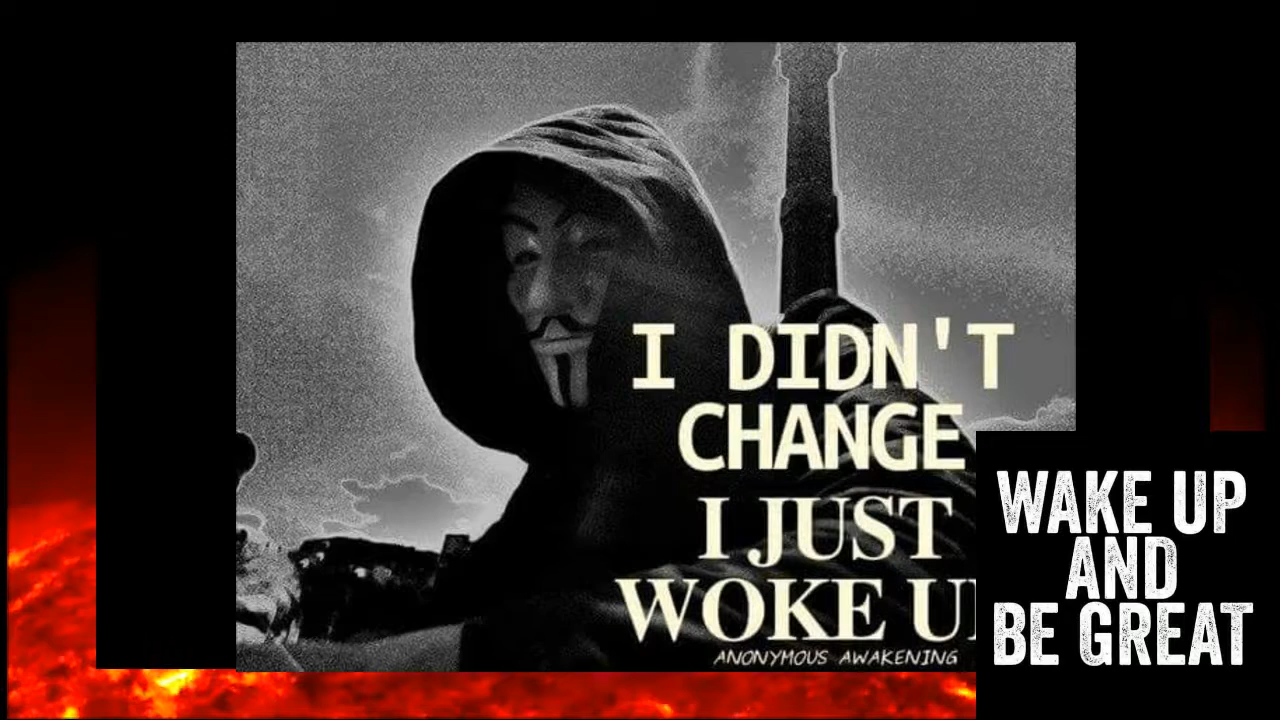 I DIDN'T
CHANGE
I JUST
WOKE U
ANONYMOUS AWAKENING
WAKE UP
AND
BE GREAT